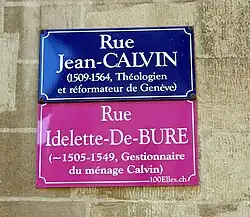 Rue
Jean-CALVIN
(1509-1564, Théologien
et réformateur de Genève)
Rue
Idelette-De-BURE
(~1505-1549, Gestionnaire
du ménage Calvin)
100Elles.ch